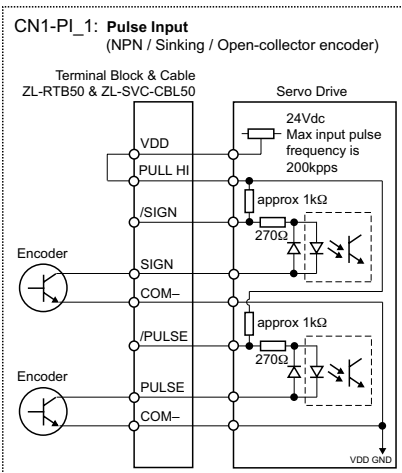 CN1-PI_1: Pulse Input
(NPN / Sinking / Open-collector encoder)
Terminal Block & Cable
ZL-RTB50 & ZL-SVC-CBL50
Servo Drive
24Vdc
Max input pulse
frequency is
200kpps
VDD
PULL HI
approx 1kΩ
/SIGN
270Ω
Encoder
SIGN
COM–
approx 1kΩ
/PULSE
270Ω
Encoder
PULSE
COM–
VDD GND